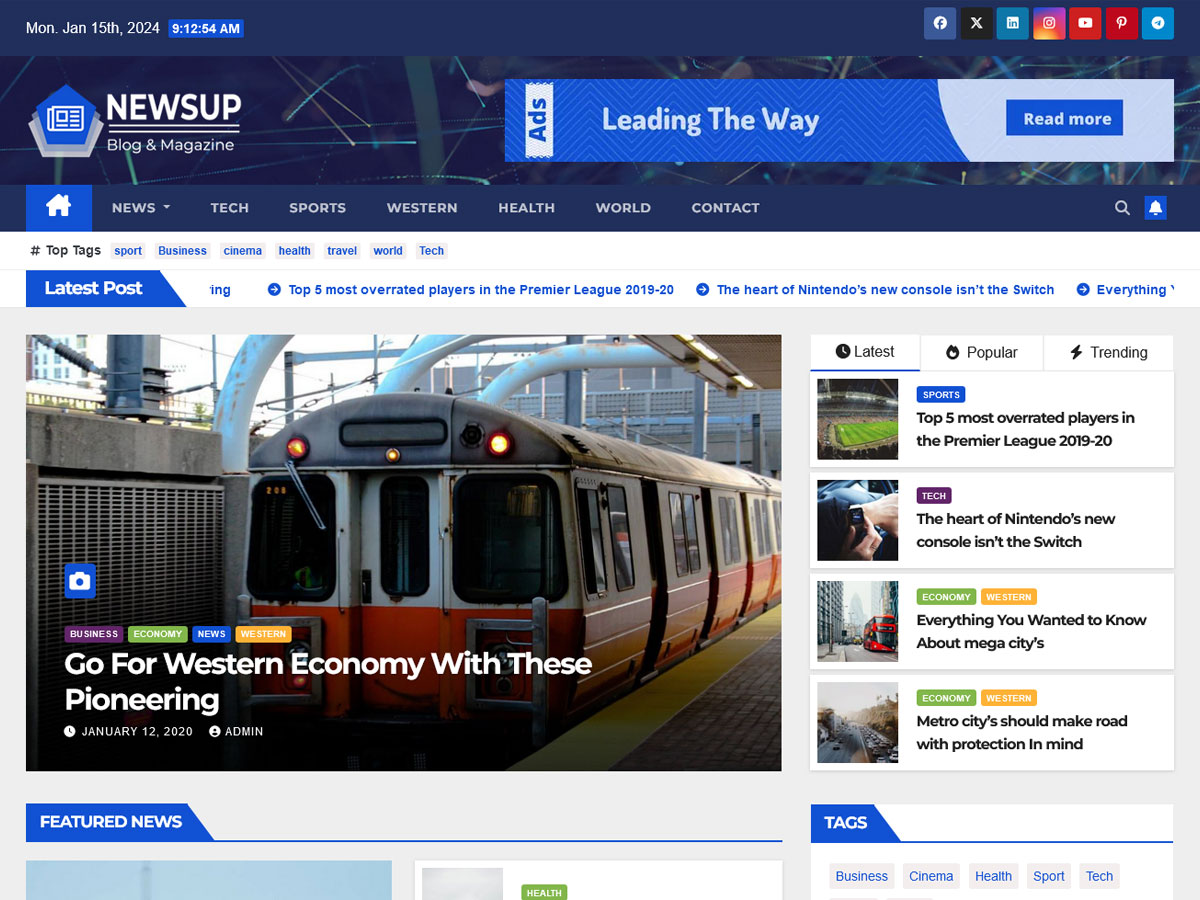 Mon. Jan 15th, 2024 9:12:54 AM
NEWSUP
Blog & Magazine
Ads
Leading The Way
Read more
NEWS TECH SPORTS WESTERN HEALTH WORLD CONTACT
# Top Tags sport Business cinema health travel world Tech
Latest Post
Top 5 most overrated players in the Premier League 2019-20 The heart of Nintendo’s new console isn’t the Switch Everything
BUSINESS ECONOMY NEWS WESTERN
Go For Western Economy With These
Pioneering
JANUARY 12, 2020 ADMIN
Latest Popular Trending
SPORTS
Top 5 most overrated players in
the Premier League 2019-20
TECH
The heart of Nintendo’s new
console isn’t the Switch
ECONOMY WESTERN
Everything You Wanted to Know
About mega city’s
ECONOMY WESTERN
Metro city’s should make road
with protection In mind
FEATURED NEWS
HEALTH
TAGS
Business Cinema Health Sport Tech